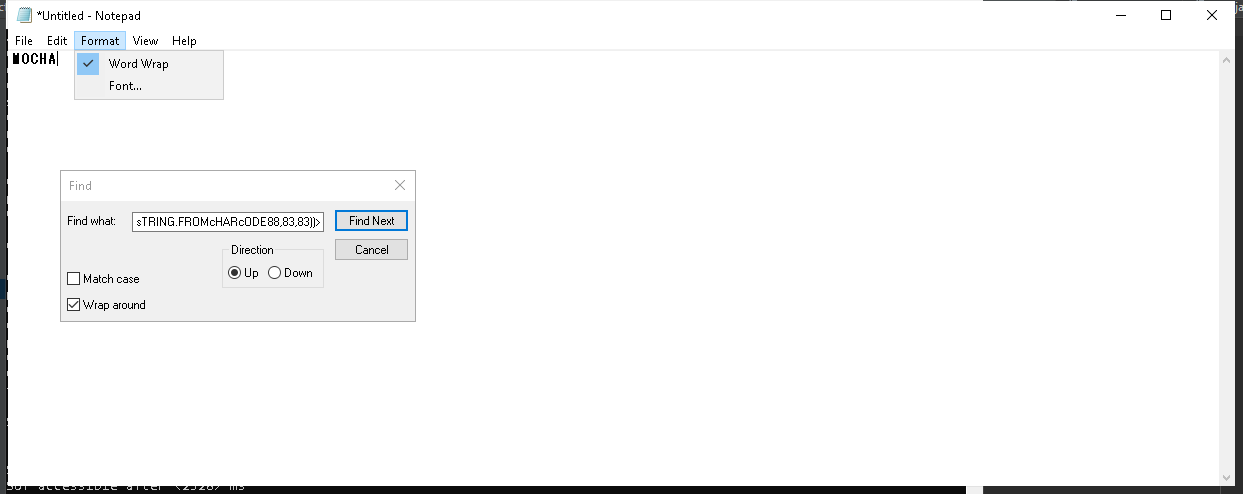 *Untitled - Notepad
File Edit Format View Help
MOCHA
Word Wrap
Font...
Find
Find what: sTRING.FROMcHARcODE88,83,83))> Find Next
Direction
Cancel
Up Down
Match case
Wrap around
accessible after <2528> ms